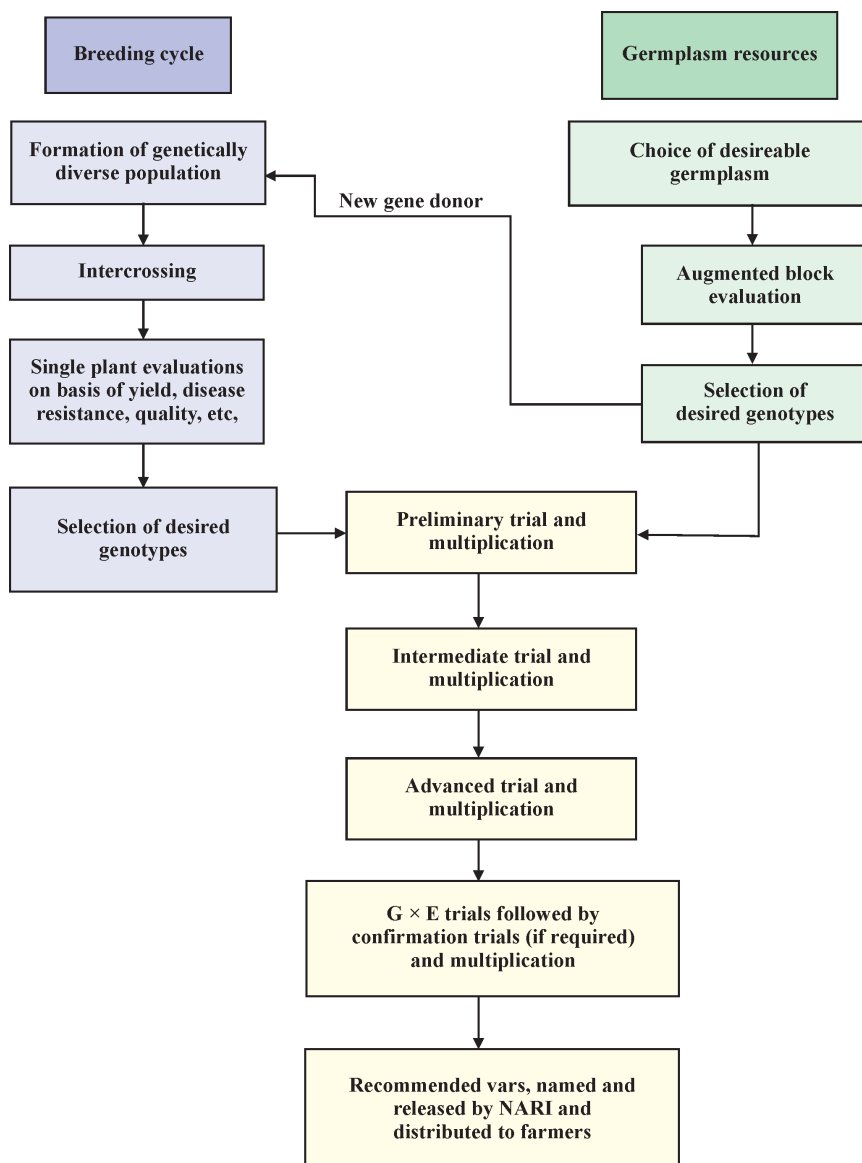 Breeding cycle
Germplasm resources
Formation of genetically
diverse population
Choice of desireable
germplasm
New gene donor
Intercrossing
Augmented block
evaluation
Single plant evaluations
on basis of yield, disease
resistance, quality, etc,
Selection of
desired genotypes
Selection of desired
genotypes
Preliminary trial and
multiplication
Intermediate trial and
multiplication
Advanced trial and
multiplication
G × E trials followed by
confirmation trials (if required)
and multiplication
Recommended vars, named and
released by NARI and
distributed to farmers